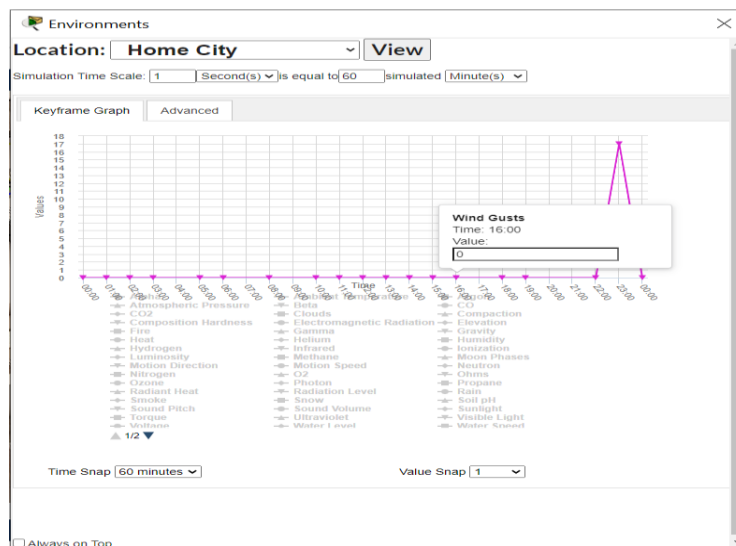 Environments
Location: Home City View
Simulation Time Scale: 1 Second(s) is equal to 60 simulated Minute(s)
Keyframe Graph Advanced
18
17
16
15
14
13
12
11
10
9
8
7
6
5
4
3
2
1
0
Values
Wind Gusts
Time: 16:00
Value:
0
Time
00:00 01:00 02:00 03:00 05:00 06:00 07:00 08:00 09:00 10:00 11:00 12:00 13:00 14:00 15:00 16:00 17:00 18:00 19:00 20:00 22:00 23:00 00:00
Alpha Ambient Temperature Argon
Atmospheric Pressure Beta CO
CO2 Clouds Compaction
Composition Hardness Electromagnetic Radiation Elevation
Fire Gamma Gravity
Heat Helium Humidity
Hydrogen Infrared Ionization
Luminosity Methane Moon Phases
Motion Direction Motion Speed Neutron
Nitrogen O2 Ohms
Ozone Photon Propane
Radiant Heat Radiation Level Rain
Smoke Snow Soil pH
Sound Pitch Sound Volume Sunlight
Torque Ultraviolet Visible Light
Voltage Water Level Water Speed
1/2
Time Snap 60 minutes Value Snap 1
Always on Top